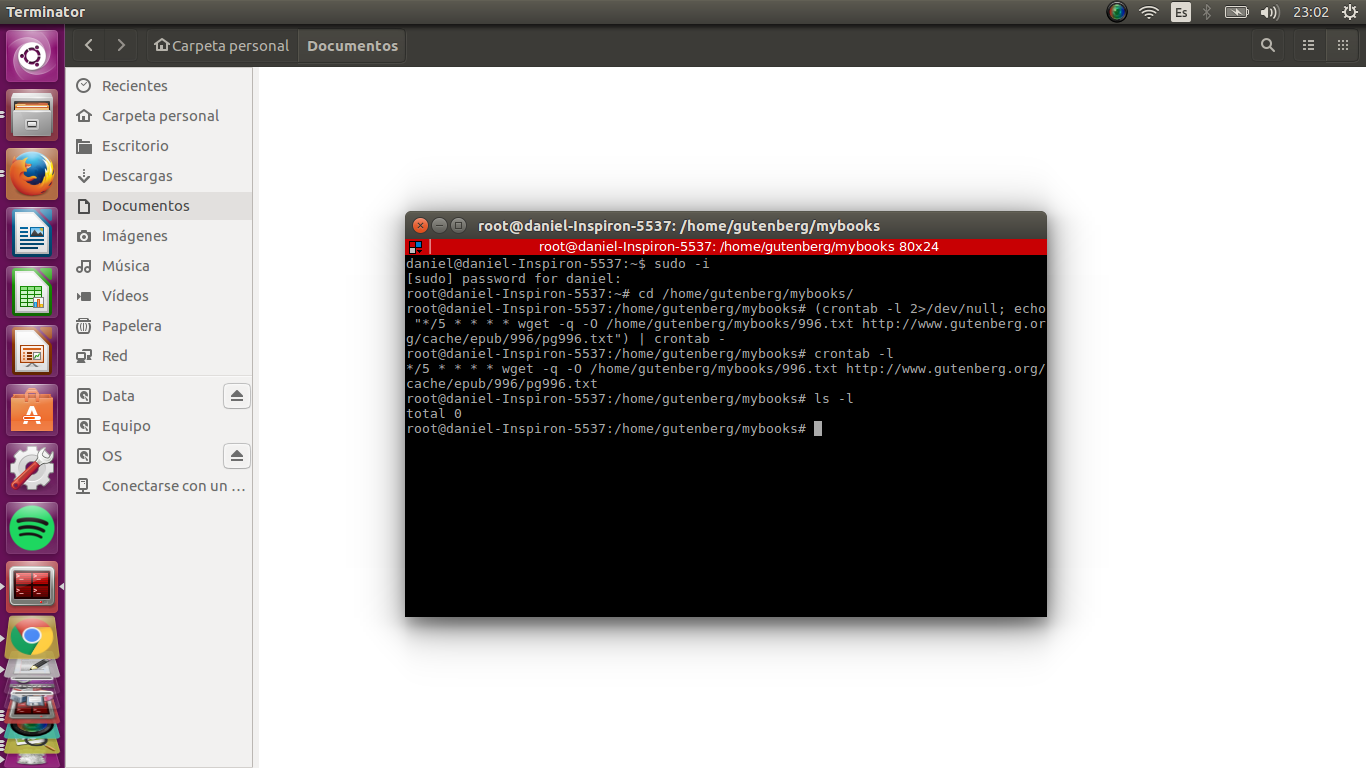 Terminator
Es
23:02
Carpeta personal
Documentos
Recientes
Carpeta personal
Escritorio
Descargas
Documentos
Imágenes
Música
Vídeos
Papelera
Red
Data
Equipo
OS
Conectarse con un …
root@daniel-Inspiron-5537: /home/gutenberg/mybooks
root@daniel-Inspiron-5537: /home/gutenberg/mybooks 80x24
daniel@daniel-Inspiron-5537:~$ sudo -i
[sudo] password for daniel:
root@daniel-Inspiron-5537:~# cd /home/gutenberg/mybooks/
root@daniel-Inspiron-5537:/home/gutenberg/mybooks# (crontab -l 2>/dev/null; echo
"*/5 * * * * wget -q -O /home/gutenberg/mybooks/996.txt http://www.gutenberg.or
g/cache/epub/996/pg996.txt") | crontab -
root@daniel-Inspiron-5537:/home/gutenberg/mybooks# crontab -l
*/5 * * * * wget -q -O /home/gutenberg/mybooks/996.txt http://www.gutenberg.org/
cache/epub/996/pg996.txt
root@daniel-Inspiron-5537:/home/gutenberg/mybooks# ls -l
total 0
root@daniel-Inspiron-5537:/home/gutenberg/mybooks#